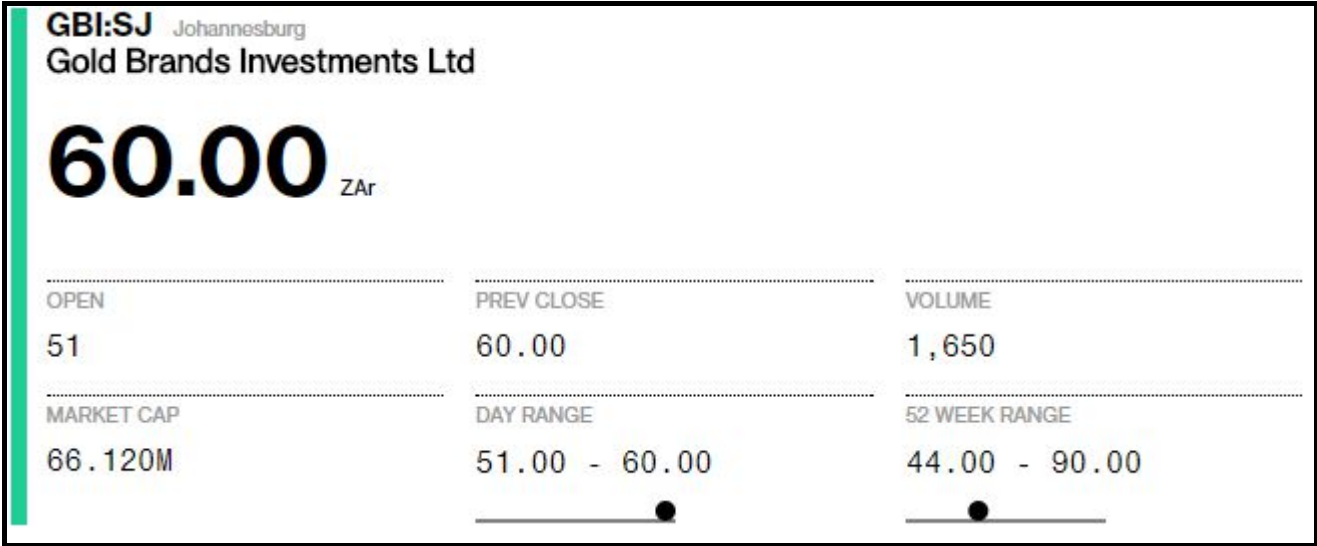 GBI:SJ Johannesburg
Gold Brands Investments Ltd
60.00 ZAr
OPEN PREV CLOSE VOLUME
51 60.00 1,650
MARKET CAP DAY RANGE 52 WEEK RANGE
66.120M 51.00 - 60.00 44.00 - 90.00